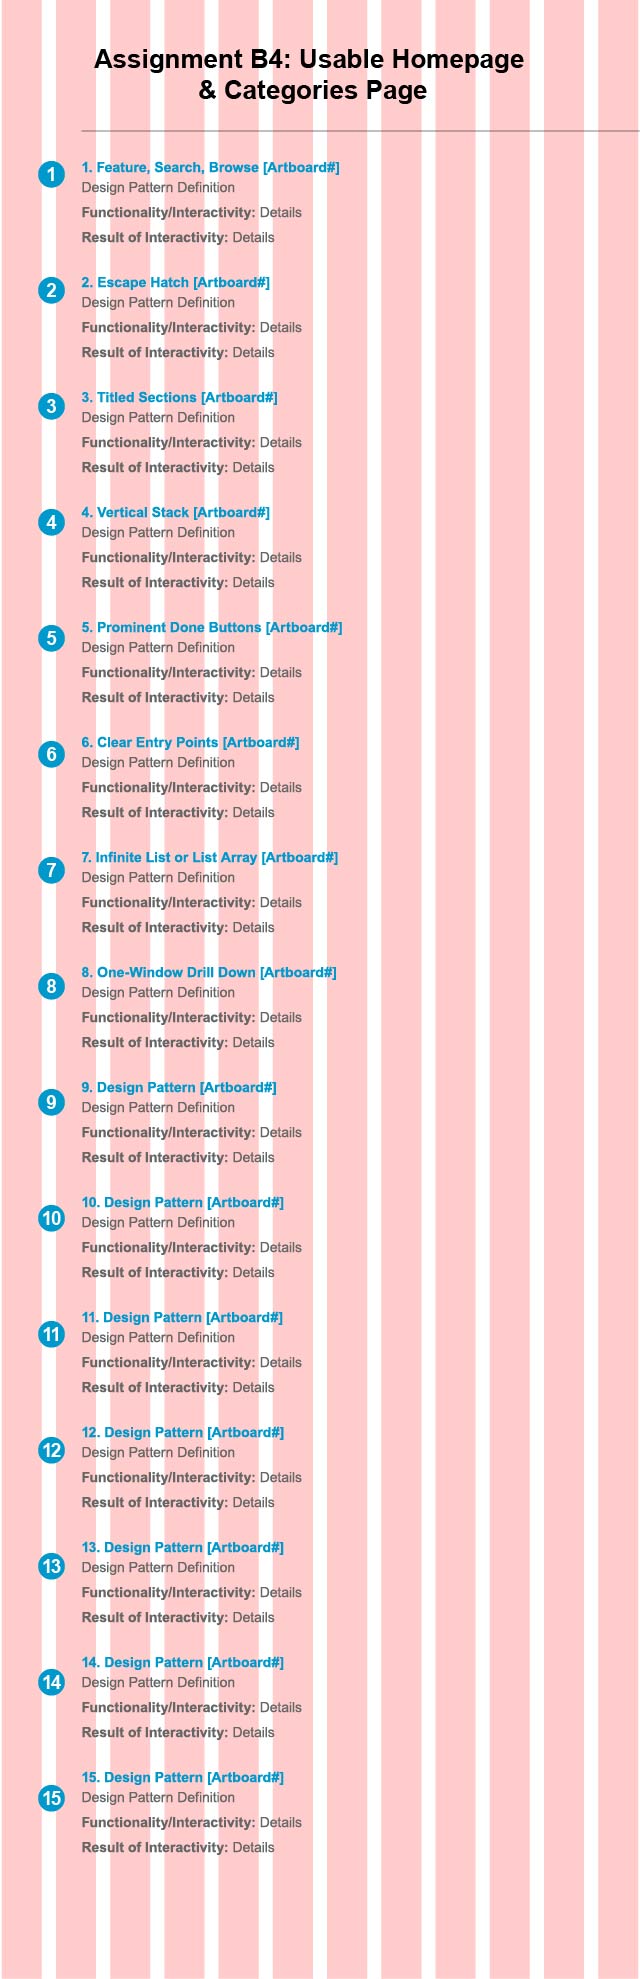 Assignment B4: Usable Homepage
& Categories Page
1
1. Feature, Search, Browse [Artboard#]
Design Pattern Definition
Functionality/Interactivity: Details
Result of Interactivity: Details
2
2. Escape Hatch [Artboard#]
Design Pattern Definition
Functionality/Interactivity: Details
Result of Interactivity: Details
3
3. Titled Sections [Artboard#]
Design Pattern Definition
Functionality/Interactivity: Details
Result of Interactivity: Details
4
4. Vertical Stack [Artboard#]
Design Pattern Definition
Functionality/Interactivity: Details
Result of Interactivity: Details
5
5. Prominent Done Buttons [Artboard#]
Design Pattern Definition
Functionality/Interactivity: Details
Result of Interactivity: Details
6
6. Clear Entry Points [Artboard#]
Design Pattern Definition
Functionality/Interactivity: Details
Result of Interactivity: Details
7
7. Infinite List or List Array [Artboard#]
Design Pattern Definition
Functionality/Interactivity: Details
Result of Interactivity: Details
8
8. One-Window Drill Down [Artboard#]
Design Pattern Definition
Functionality/Interactivity: Details
Result of Interactivity: Details
9
9. Design Pattern [Artboard#]
Design Pattern Definition
Functionality/Interactivity: Details
Result of Interactivity: Details
10
10. Design Pattern [Artboard#]
Design Pattern Definition
Functionality/Interactivity: Details
Result of Interactivity: Details
11
11. Design Pattern [Artboard#]
Design Pattern Definition
Functionality/Interactivity: Details
Result of Interactivity: Details
12
12. Design Pattern [Artboard#]
Design Pattern Definition
Functionality/Interactivity: Details
Result of Interactivity: Details
13
13. Design Pattern [Artboard#]
Design Pattern Definition
Functionality/Interactivity: Details
Result of Interactivity: Details
14
14. Design Pattern [Artboard#]
Design Pattern Definition
Functionality/Interactivity: Details
Result of Interactivity: Details
15
15. Design Pattern [Artboard#]
Design Pattern Definition
Functionality/Interactivity: Details
Result of Interactivity: Details